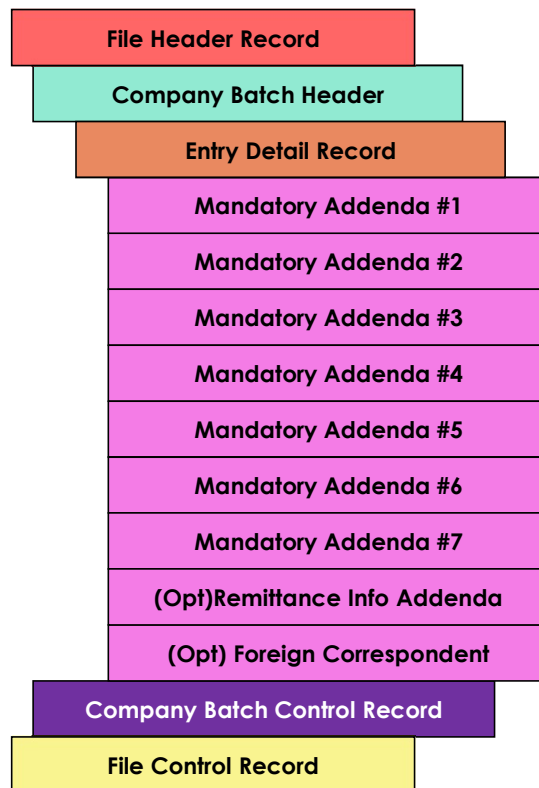 File Header Record
Company Batch Header
Entry Detail Record
Mandatory Addenda #1
Mandatory Addenda #2
Mandatory Addenda #3
Mandatory Addenda #4
Mandatory Addenda #5
Mandatory Addenda #6
Mandatory Addenda #7
(Opt)Remittance Info Addenda
(Opt) Foreign Correspondent
Company Batch Control Record
File Control Record